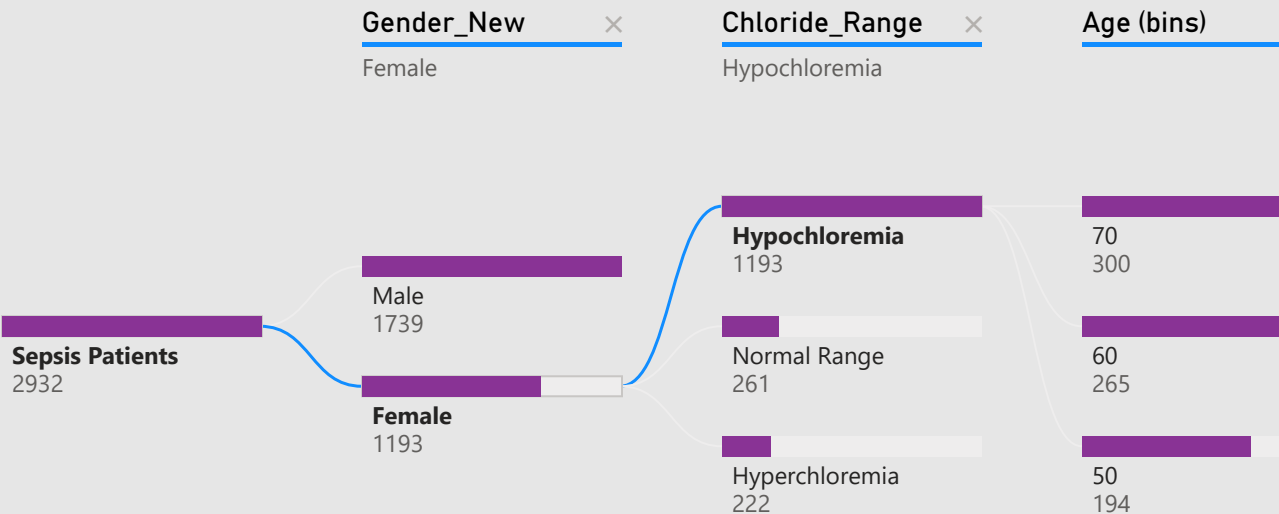 Gender_New ×
Chloride_Range ×
Age (bins)
Female
Hypochloremia
Sepsis Patients
2932
Male
1739
Female
1193
Hypochloremia
1193
Normal Range
261
Hyperchloremia
222
70
300
60
265
50
194